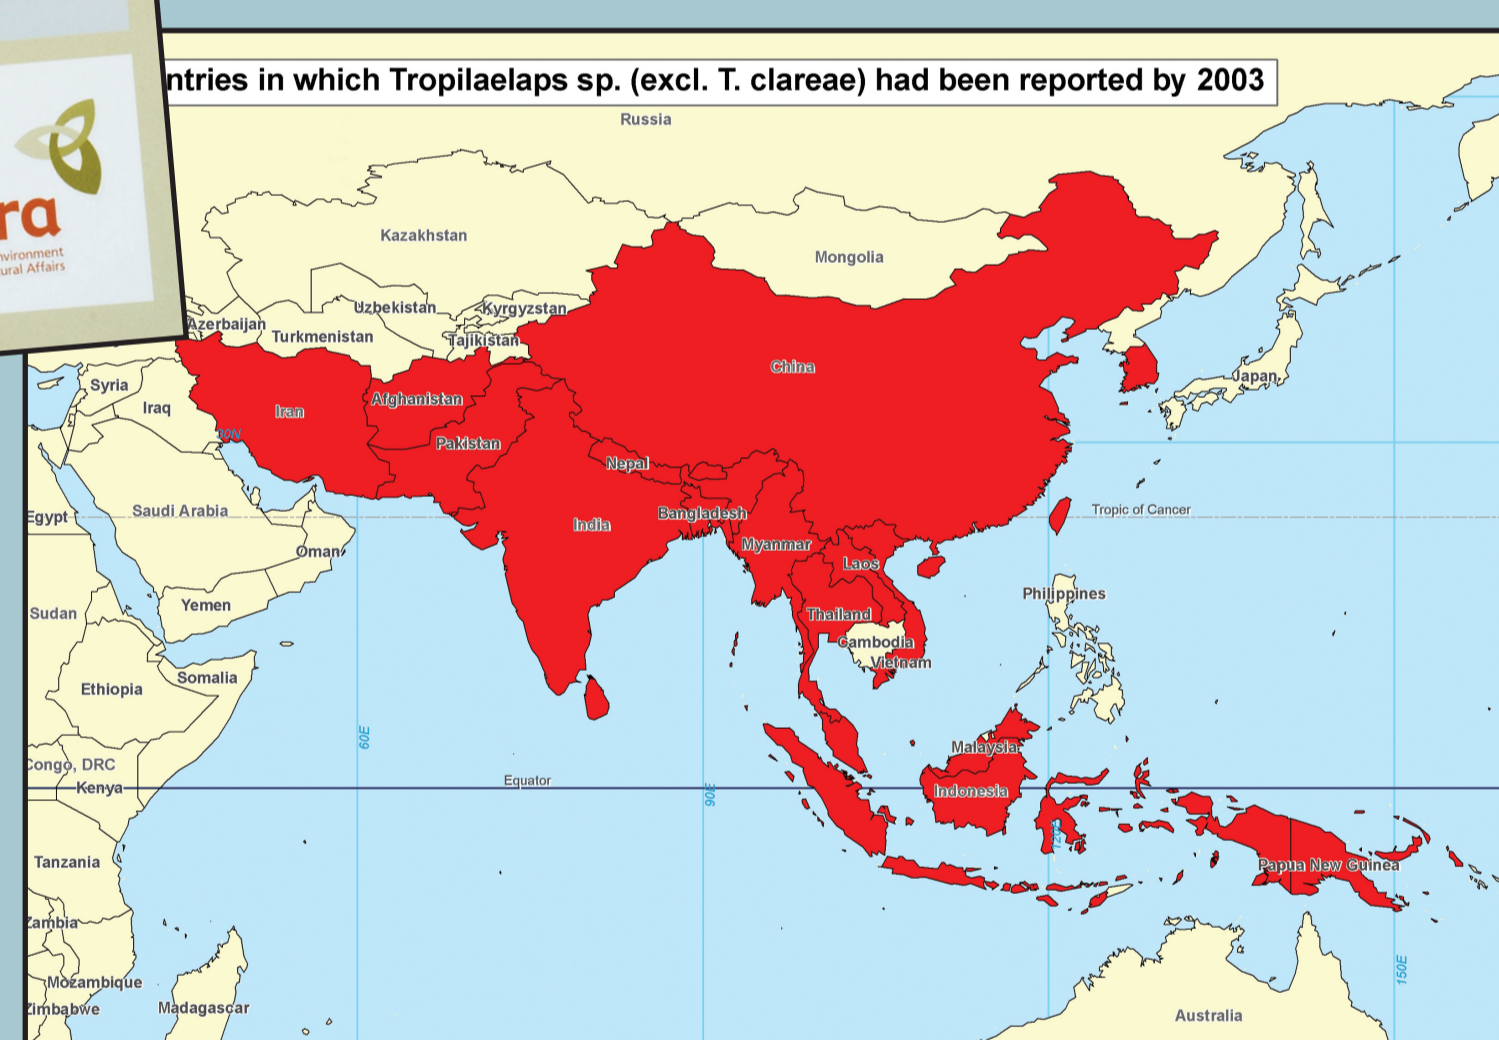 ntries in which Tropilaelaps sp. (excl. T. clareae) had been reported by 2003
Russia
ra
nvironment
ural Affairs
Kazakhstan
Mongolia
Uzbekistan
Kyrgyzstan
Azerbaijan
Turkmenistan
Tajikistan
China
Syria
Iraq
Iran
Afghanistan
Japan
30N
Pakistan
Nepal
Egypt
Saudi Arabia
India
Bangladesh
Tropic of Cancer
Oman
Myanmar
Laos
Yemen
Philippines
Sudan
Thailand
Cambodia
Vietnam
Ethiopia
Somalia
60E
Malaysia
Congo, DRC
Kenya
Equator
90E
Indonesia
120E
Tanzania
Papua New Guinea
Zambia
Mozambique
150E
Zimbabwe
Madagascar
Australia